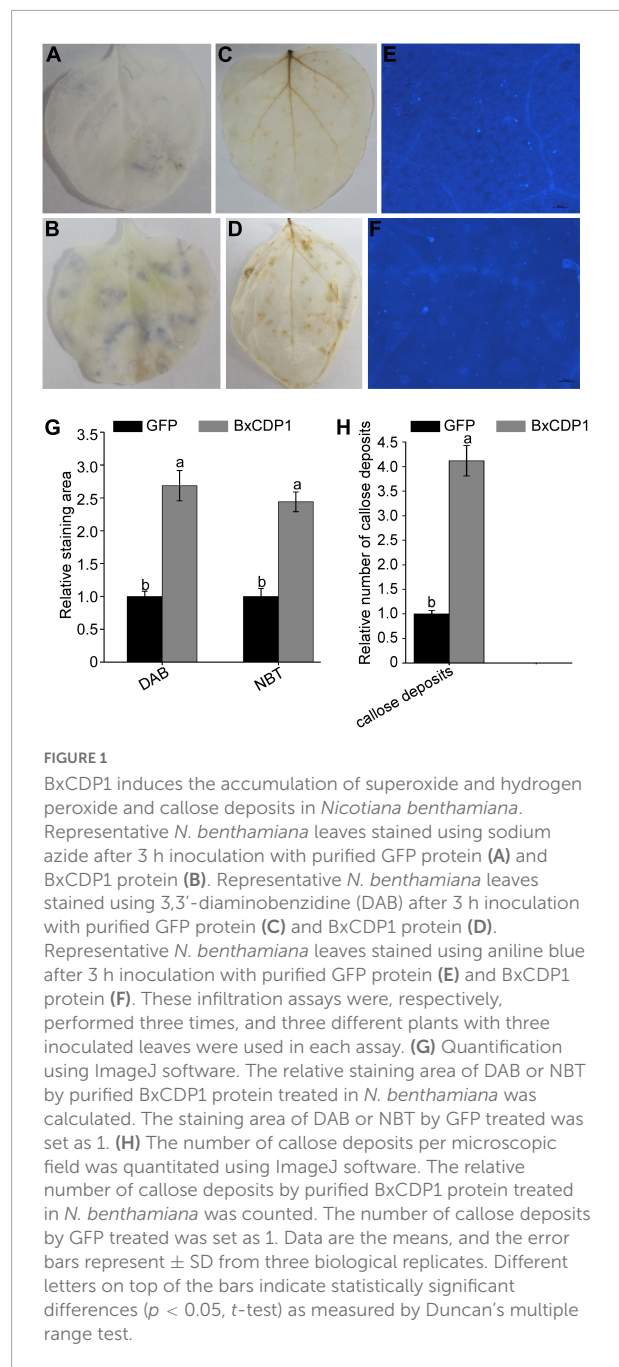 A
C
E
B
D
F
G
GFP
BxCDP1
Relative staining area
3.5
3.0
2.5
2.0
1.5
1.0
0.5
0
b
a
b
a
DAB
NBT
H
GFP
BxCDP1
Relative number of callose deposits
4.5
4.0
3.5
3.0
2.5
2.0
1.5
1.0
0.5
0
b
a
callose deposits
FIGURE 1
BxCDP1 induces the accumulation of superoxide and hydrogen
peroxide and callose deposits in Nicotiana benthamiana.
Representative N. benthamiana leaves stained using sodium
azide after 3 h inoculation with purified GFP protein (A) and
BxCDP1 protein (B). Representative N. benthamiana leaves
stained using 3,3′-diaminobenzidine (DAB) after 3 h inoculation
with purified GFP protein (C) and BxCDP1 protein (D).
Representative N. benthamiana leaves stained using aniline blue
after 3 h inoculation with purified GFP protein (E) and BxCDP1
protein (F). These infiltration assays were, respectively,
performed three times, and three different plants with three
inoculated leaves were used in each assay. (G) Quantification
using ImageJ software. The relative staining area of DAB or NBT
by purified BxCDP1 protein treated in N. benthamiana was
calculated. The staining area of DAB or NBT by GFP treated was
set as 1. (H) The number of callose deposits per microscopic
field was quantitated using ImageJ software. The relative
number of callose deposits by purified BxCDP1 protein treated
in N. benthamiana was counted. The number of callose deposits
by GFP treated was set as 1. Data are the means, and the error
bars represent ± SD from three biological replicates. Different
letters on top of the bars indicate statistically significant
differences (p < 0.05, t-test) as measured by Duncan's multiple
range test.